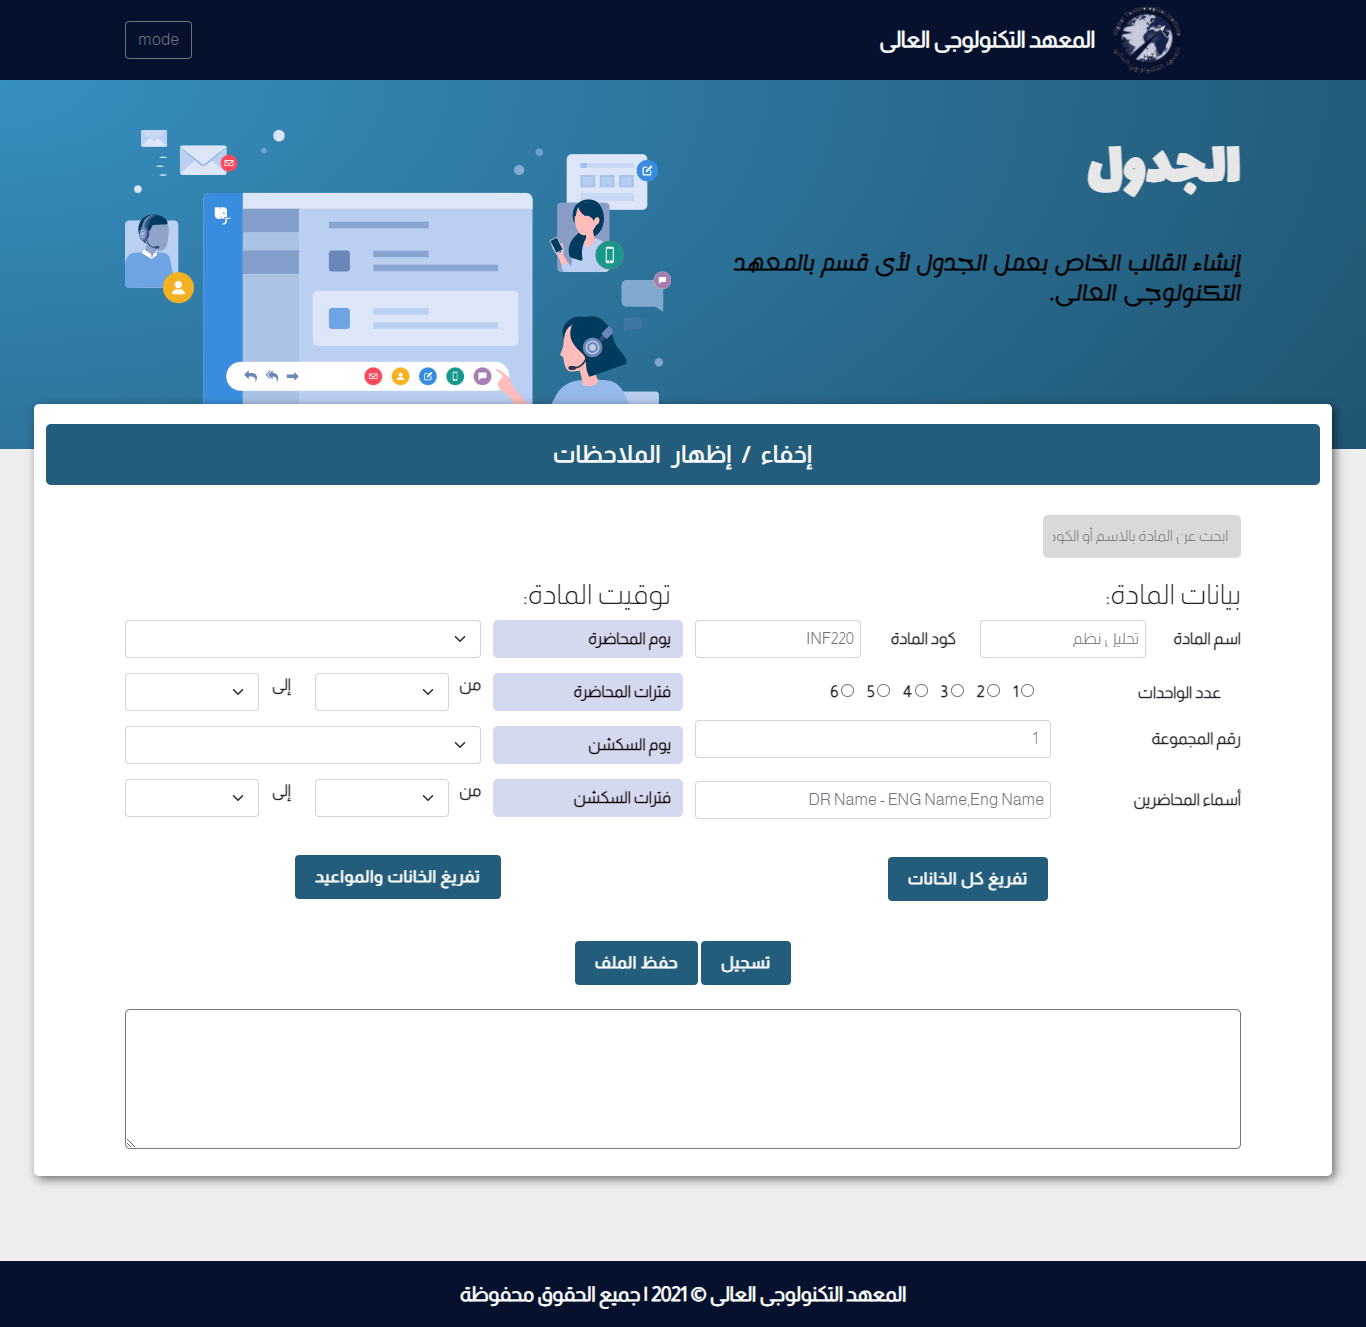 المعهد التكنولوجى العالى
mode
الجدول
إنشاء القالب الخاص بعمل الجدول لأى قسم بالمعهد
التكنولوجى العالى.
إخفاء / إظهار الملاحظات
ابحث عن المادة بالاسم أو الكود
بيانات المادة:
اسم المادة
تحليل نظم
كود المادة
INF220
عدد الواحدات
1 2 3 4 5 6
رقم المجموعة
1
أسماء المحاضرين
DR Name - ENG Name,Eng Name
توقيت المادة:
يوم المحاضرة
فترات المحاضرة
من
إلى
يوم السكشن
فترات السكشن
من
إلى
تفريغ كل الخانات
تفريغ الخانات والمواعيد
تسجيل
حفظ الملف
المعهد التكنولوجى العالى © 2021 | جميع الحقوق محفوظة